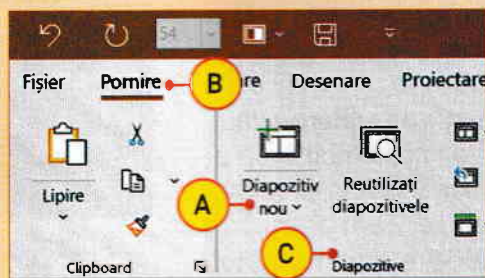 54
Fișier Pornire B re Desenare Proiectare
Lipire
A
Diapozitiv
nou
Reutilizați
diapozitivele
C
Clipboard Diapozitive